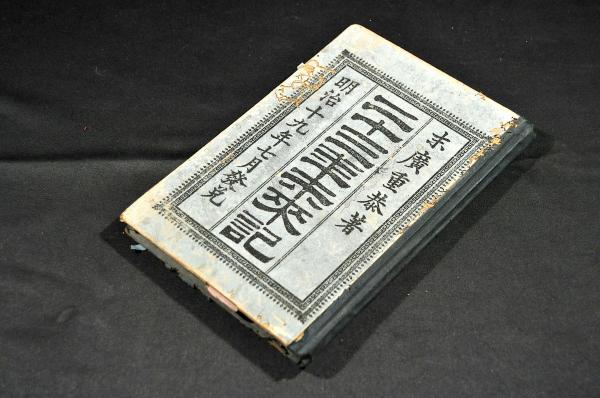 末廣重恭著
二十三年未來記
明治十九年七月發兌